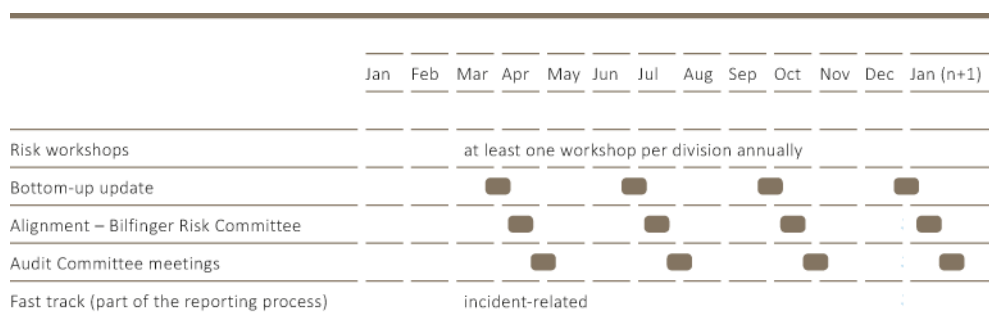 Jan Feb Mar Apr May Jun Jul Aug Sep Oct Nov Dec Jan (n+1)
Risk workshops at least one workshop per division annually
Bottom-up update
Alignment – Bilfinger Risk Committee
Audit Committee meetings
Fast track (part of the reporting process) incident-related